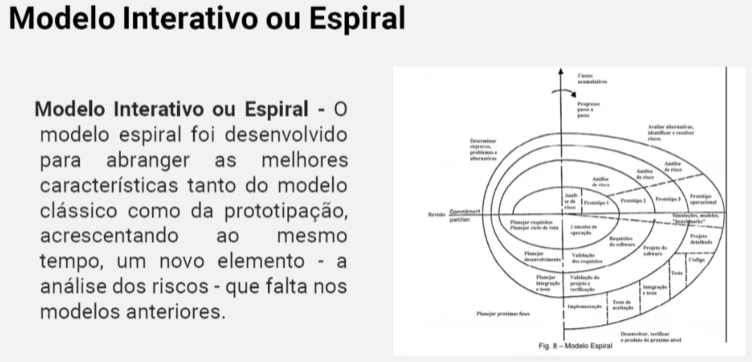 Modelo Interativo ou Espiral
Modelo Interativo ou Espiral - O
modelo espiral foi desenvolvido
para abranger as melhores
características tanto do modelo
clássico como da prototipação,
acrescentando ao mesmo
tempo, um novo elemento - a
análise dos riscos - que falta nos
modelos anteriores.
Custos
acumulativos
Progresso
passo a
passo
Determinar
objetivos,
problemas e
alternativas
Avaliar alternativas,
identificar e resolver
riscos
Análise
de risco
Análise
de risco
Análise
de risco
Análi-
se de
risco
Protótipo 1
Protótipo 2
Protótipo 3
Protótipo
operacional
Revisão
Commitment
partition
Planejar requisitos
Planejar ciclo de vida
Conceito de
operação
Simulações, modelos,
"benchmarks"
Requisitos
do software
Projeto do
software
Projeto
detalhado
Planejar
desenvolvimento
Validação
dos requisitos
Código
Planejar
integração
e teste
Validação do
projeto e
verificação
Teste
Integração
e teste
Teste de
aceitação
Implementação
Planejar próximas fases
Desenvolver, verificar
o produto do próximo nível
Fig. 8 – Modelo Espiral